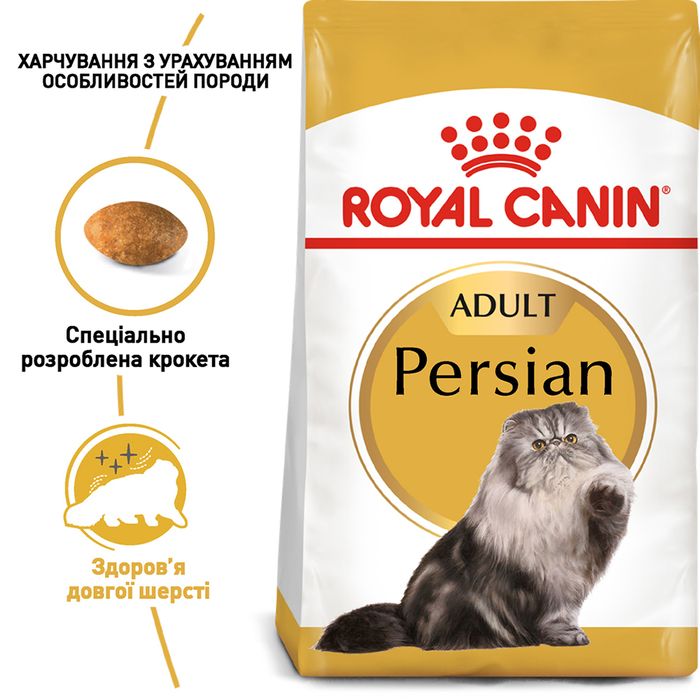 ХАРЧУВАННЯ З УРАХУВАННЯМ
ОСОБЛИВОСТЕЙ ПОРОДИ
Спеціально
розроблена крокета
Здоров'я
довгої шерсті
ROYAL CANIN®
ADULT
Persian